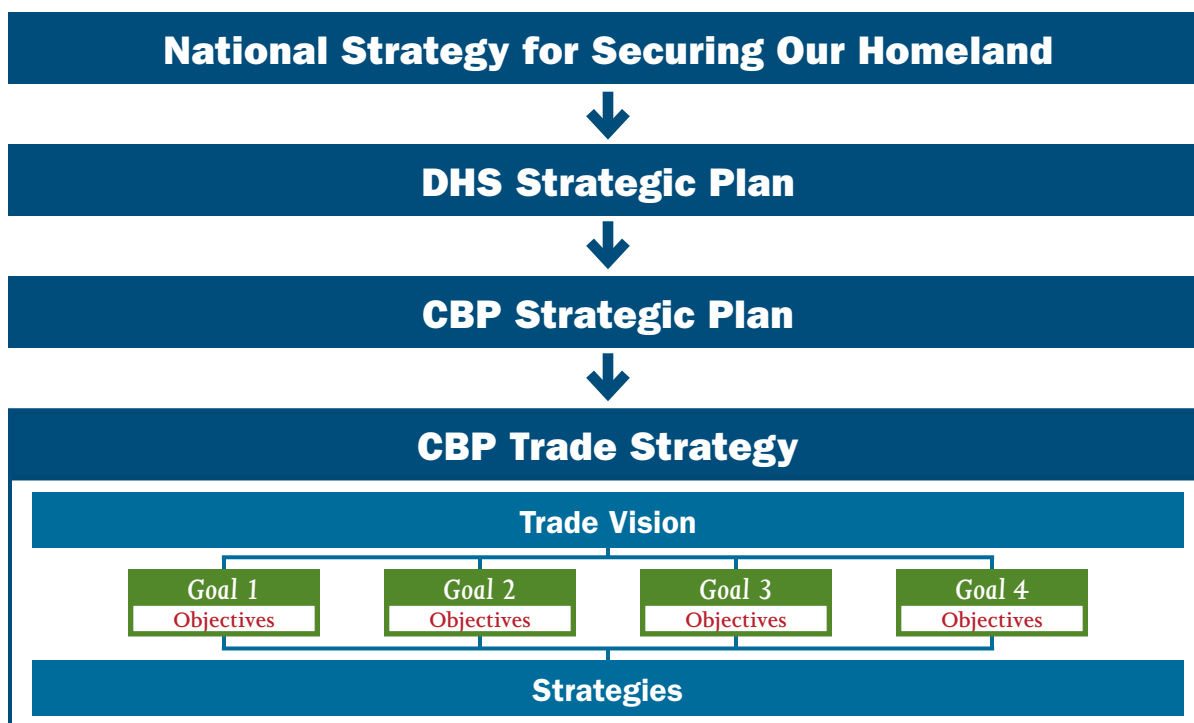 National Strategy for Securing Our Homeland
DHS Strategic Plan
CBP Strategic Plan
CBP Trade Strategy
Trade Vision
Goal 1
Objectives
Goal 2
Objectives
Goal 3
Objectives
Goal 4
Objectives
Strategies